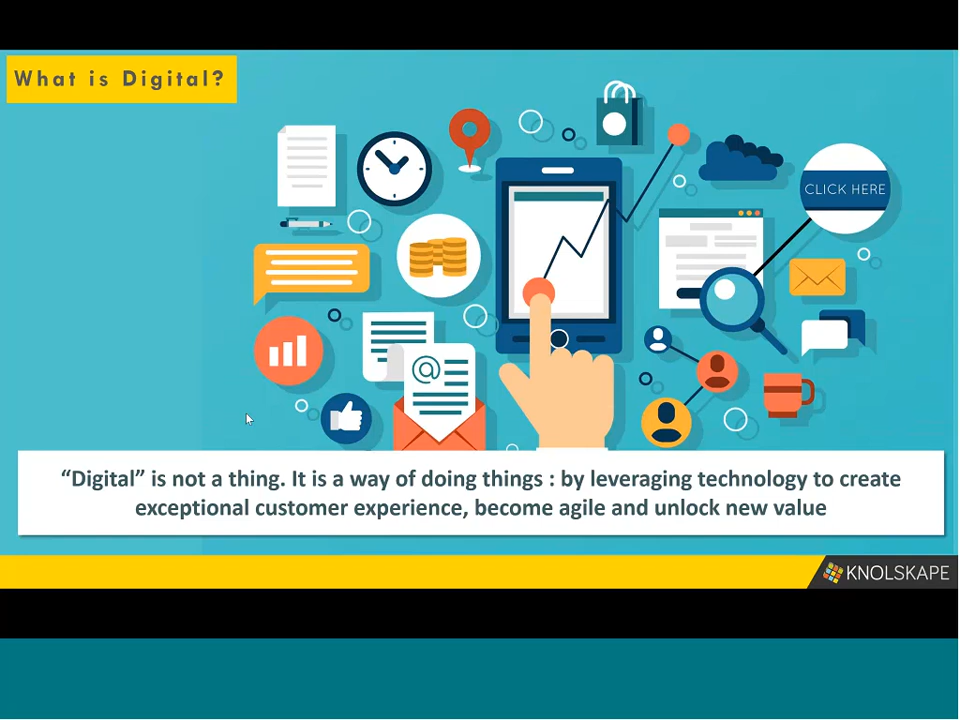 What is Digital?
CLICK HERE
@
“Digital” is not a thing. It is a way of doing things : by leveraging technology to create
exceptional customer experience, become agile and unlock new value
KNOLSKAPE